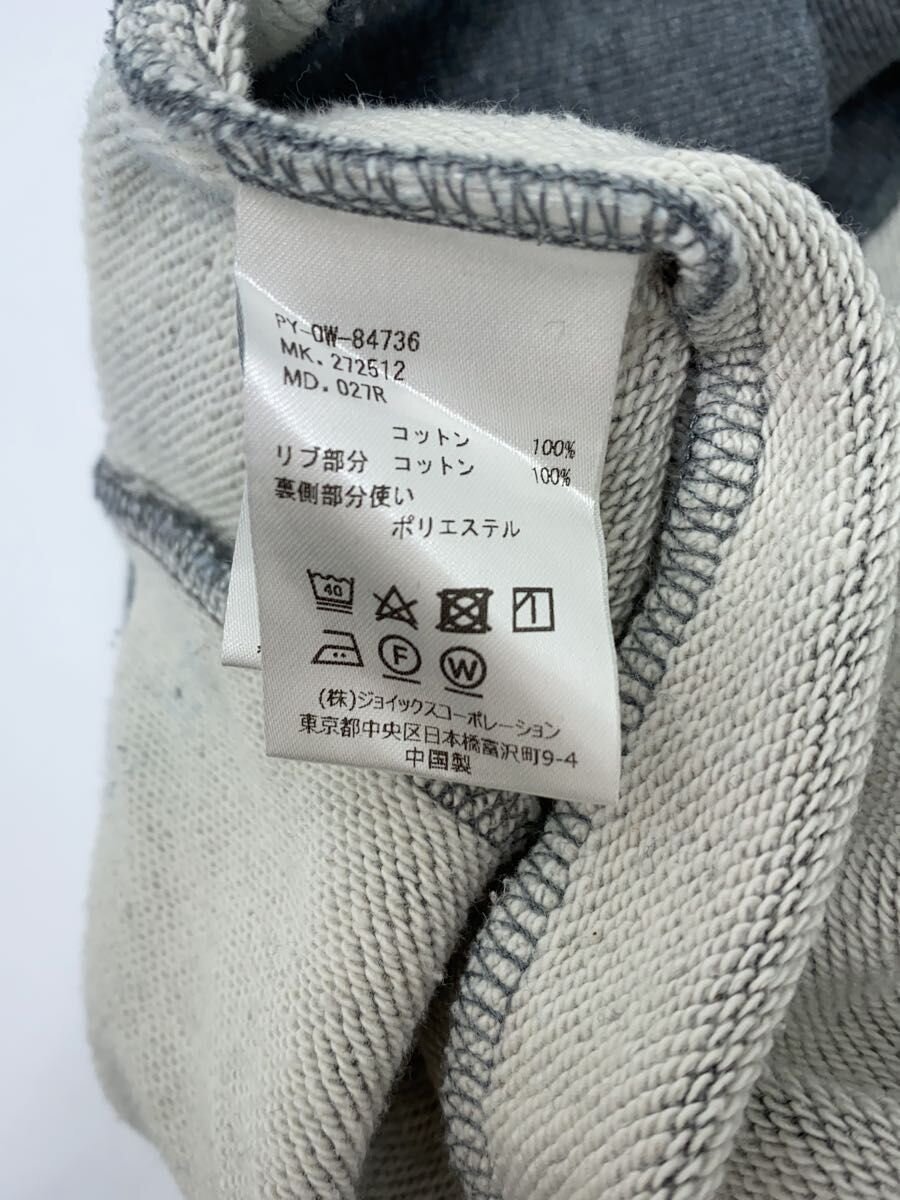 PY-OW-84736
MK. 272512
MD. 027R
コットン 100%
リブ部分 コットン 100%
裏側部分使い
ポリエステル
40
F W
(株)ジョイックスコーポレーション
東京都中央区日本橋富沢町9-4
中国製